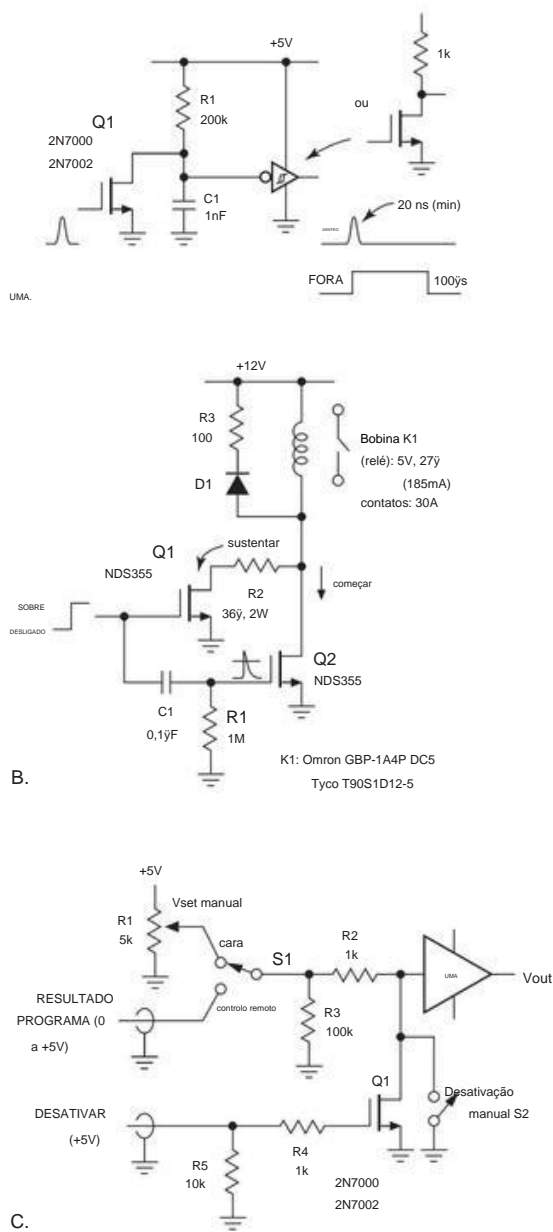 +5V
1k
R1
200k
ou
Q1
2N7000
2N7002
C1
1nF
20 ns (min)
CENTRO
FORA
100ÿs
UMA.
+12V
R3
100
Bobina K1
(relé): 5V, 27ÿ
(185mA)
contatos: 30A
D1
Q1
sustentar
NDS355
R2
36ÿ, 2W
começar
SOBRE
DESLIGADO
Q2
NDS355
C1
0,1ÿF
R1
1M
K1: Omron GBP-1A4P DC5
Tyco T90S1D12-5
B.
+5V
Vset manual
R1
5k
cara
S1
R2
1k
UMA
Vout
RESULTADO
PROGRAMA (0
a +5V)
controlo remoto
R3
100k
Q1
Desativação
manual S2
DESATIVAR
(+5V)
R4
1k
R5
10k
2N7000
2N7002
C.